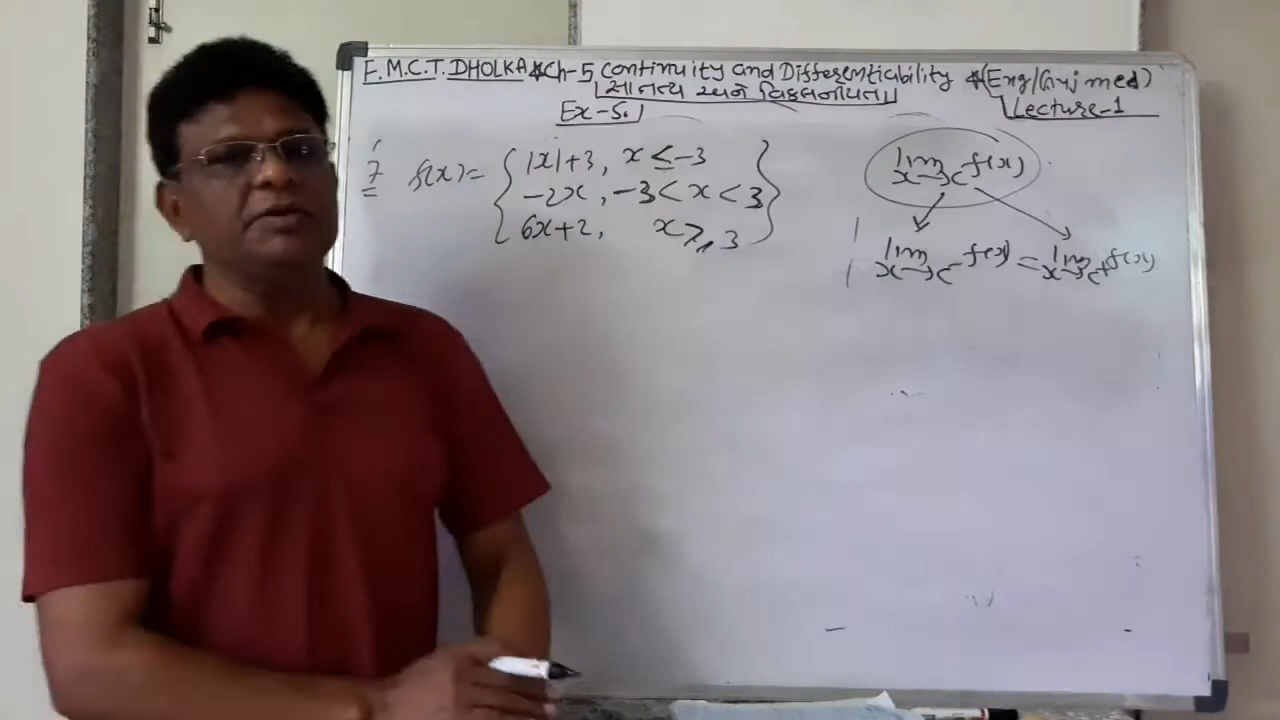 F.M.C.T. DHOLKA * Ch-5 Continuity and Differentiability * (Eng/Guj med)
સાતત્ય અને વિકલનીયતા
Ex-5.1
Lecture-1
7 f(x) = { |x|+3, x ≤ -3
-2x, -3 < x < 3
6x+2, x ≥ 3 }
lim x→c f(x)
lim x→c⁻ f(x) = lim x→c⁺ f(x)